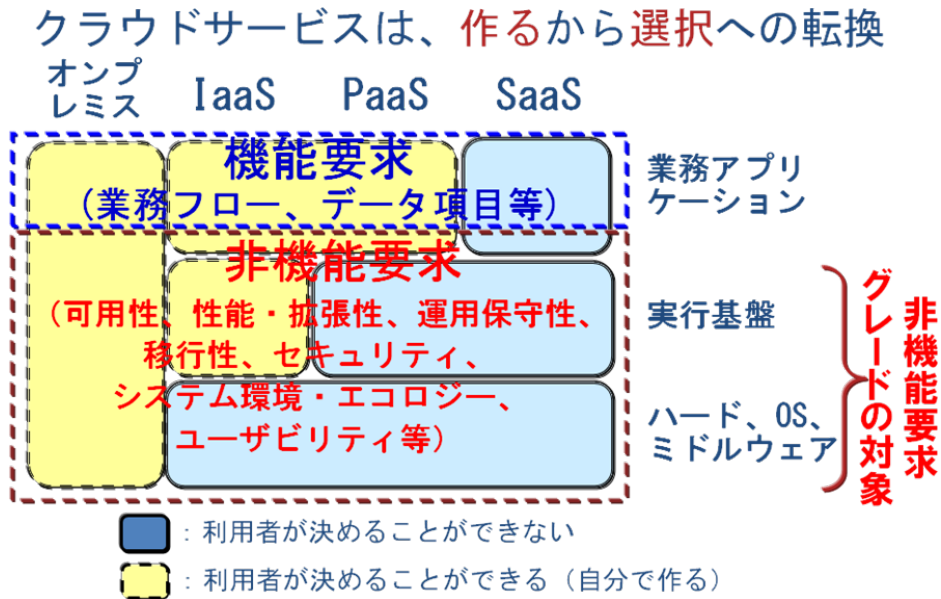 クラウドサービスは、作るから選択への転換
オンプ
レミス
IaaS
PaaS
SaaS
機能要求
（業務フロー、データ項目等）
業務アプリ
ケーション
非機能要求
（可用性、性能・拡張性、運用保守性、
移行性、セキュリティ、
システム環境・エコロジー、
ユーザビリティ等）
実行基盤
ハード、OS、
ミドルウェア
非機能要求
グレードの対象
：利用者が決めることができない
：利用者が決めることができる（自分で作る）